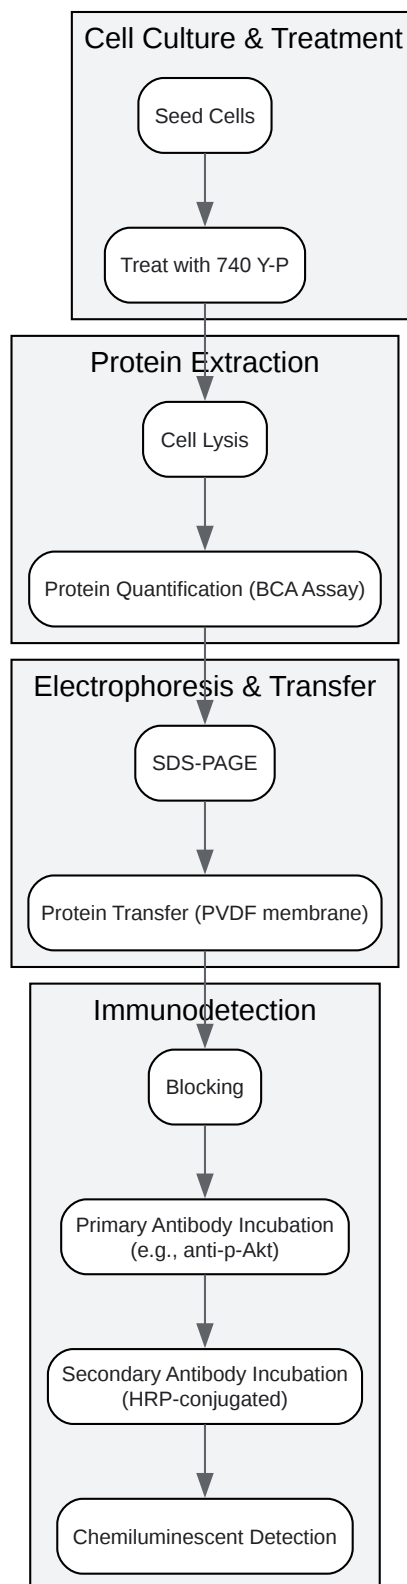 Cell Culture & Treatment
Seed Cells
Treat with 740 Y-P
Protein Extraction
Cell Lysis
Protein Quantification (BCA Assay)
Electrophoresis & Transfer
SDS-PAGE
Protein Transfer (PVDF membrane)
Immunodetection
Blocking
Primary Antibody Incubation
(e.g., anti-p-Akt)
Secondary Antibody Incubation
(HRP-conjugated)
Chemiluminescent Detection